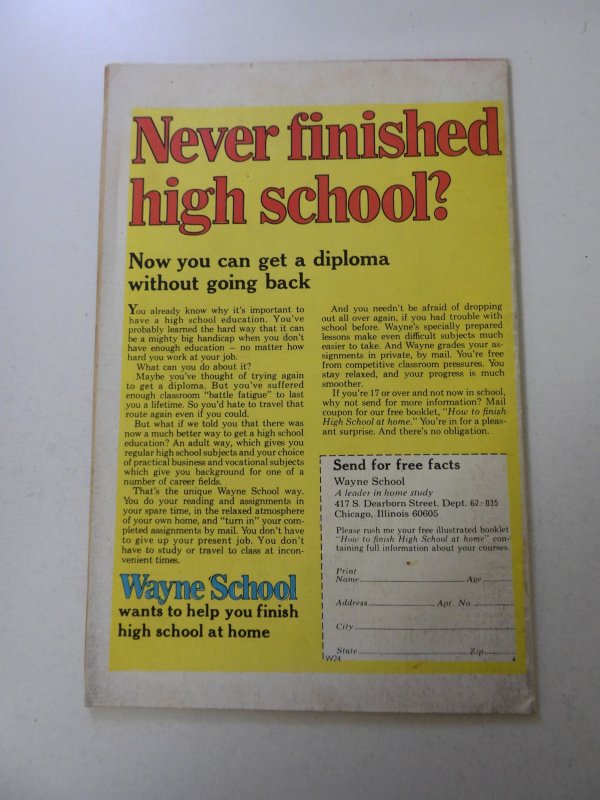 Never finished
high school?
Now you can get a diploma
without going back
You already know why it's important to
have a high school education. You've
probably learned the hard way that it can
be a mighty big handicap when you don't
have enough education – no matter how
hard you work at your job.
What can you do about it?
Maybe you've thought of trying again
to get a diploma. But you've suffered
enough classroom "battle fatigue" to last
you a lifetime. So you'd hate to travel that
route again even if you could.
But what if we told you that there was
now a much better way to get a high school
education? An adult way, which gives you
regular high school subjects and your choice
of practical business and vocational subjects
which give you background for one of a
number of career fields.
That's the unique Wayne School way.
You do your reading and assignments in
your spare time, in the relaxed atmosphere
of your own home, and "turn in" your com-
pleted assignments by mail. You don't have
to give up your present job. You don't
have to study or travel to class at incon-
venient times.
Wayne School
wants to help you finish
high school at home
And you needn't be afraid of dropping
out all over again, if you had trouble with
school before. Wayne's specially prepared
lessons make even difficult subjects much
easier to take. And Wayne grades your as-
signments in private, by mail. You're free
from competitive classroom pressures. You
stay relaxed, and your progress is much
smoother.
If you're 17 or over and not now in school,
why not send for more information? Mail
coupon for our free booklet, "How to finish
High School at home." You're in for a pleas-
ant surprise. And there's no obligation.
Send for free facts
Wayne School
A leader in home study
417 S. Dearborn Street. Dept. 62-035
Chicago, Illinois 60605
Please rush me your free illustrated booklet
"How to finish High School at home" con-
taining full information about your courses.
Print
Name Age
Address Apt. No.
City
State Zip
W24 4